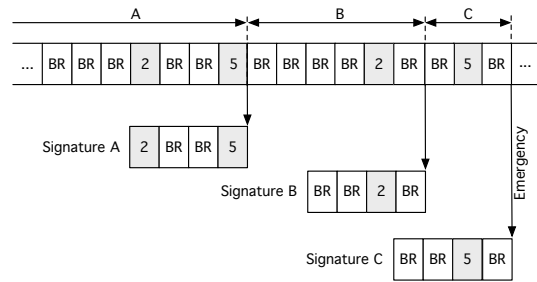 A B C
... BR BR BR 2 BR BR 5 BR BR BR BR 2 BR BR 5 BR ...
Signature A 2 BR BR 5
Signature B BR BR 2 BR
Emergency
Signature C BR BR 5 BR